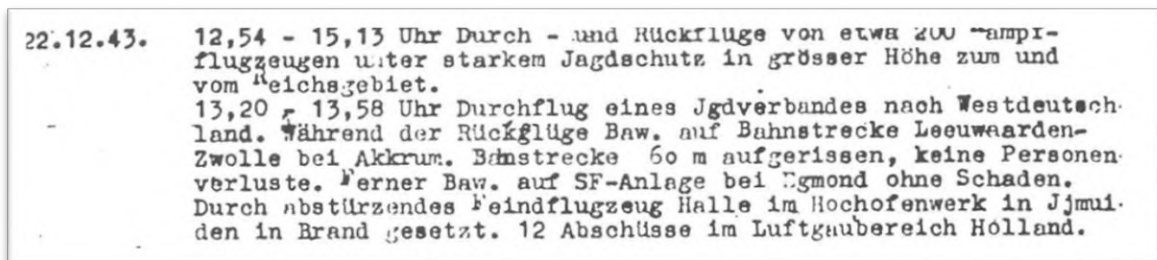 22.12.43. 12,54 - 15,13 Uhr Durch - und Rückflüge von etwa 200 Kampf-
flugzeugen unter starkem Jagdschutz in grösser Höhe zum und
vom Reichsgebiet.
13,20 - 13,58 Uhr Durchflug eines Jgdverbandes nach Westdeutsch-
land. Während der Rückflüge Baw. auf Bahnstrecke Leeuwaarden-
Zwolle bei Akkrum. Bahnstrecke 60 m aufgerissen, keine Personen-
verluste. Ferner Baw. auf SF-Anlage bei Egmond ohne Schaden.
Durch abstürzendes Feindflugzeug Halle im Hochofenwerk in Jjmui-
den in Brand gesetzt. 12 Abschüsse im Luftgaubereich Hölland.